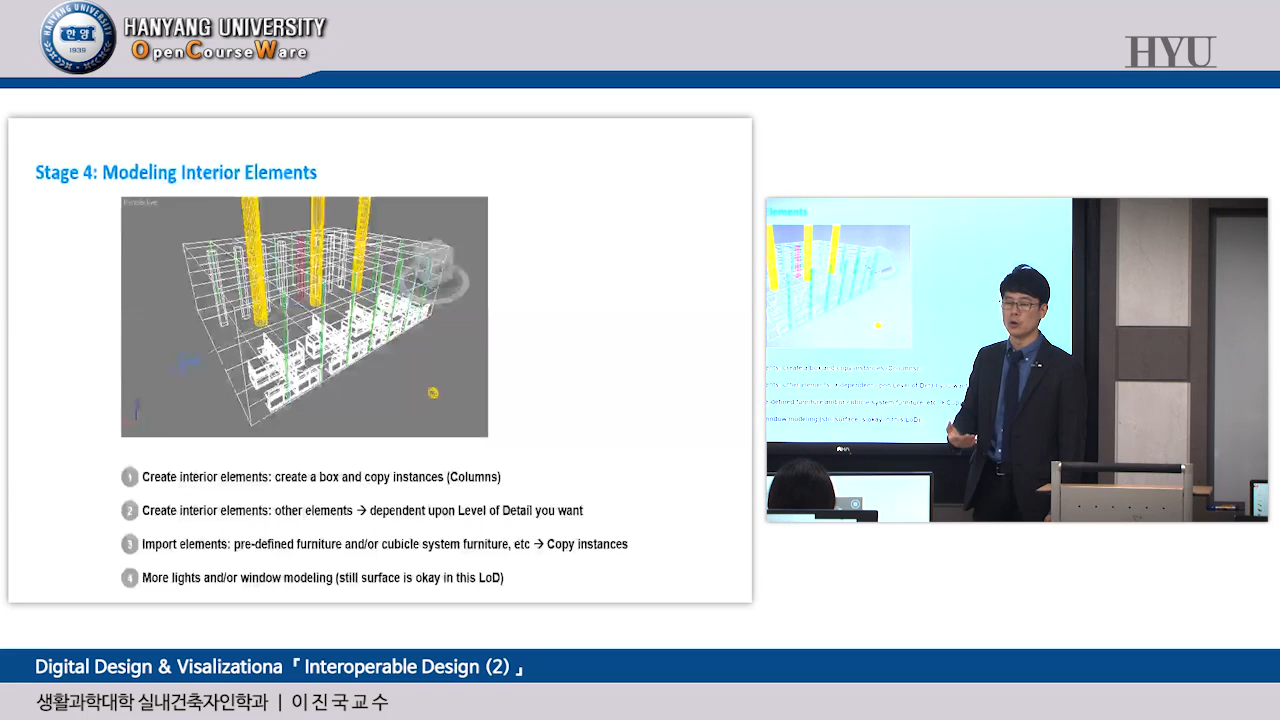 한양
1939
HANYANG UNIVERSITY
OpenCourseWare
HYU
Stage 4: Modeling Interior Elements
1 Create interior elements: create a box and copy instances (Columns)
2 Create interior elements: other elements → dependent upon Level of Detail you want
3 Import elements: pre-defined furniture and/or cubicle system furniture, etc → Copy instances
4 More lights and/or window modeling (still surface is okay in this LoD)
lements
Digital Design & Visalizationa 「 Interoperable Design (2) 」
생활과학대학 실내건축자인학과 | 이 진 국 교 수